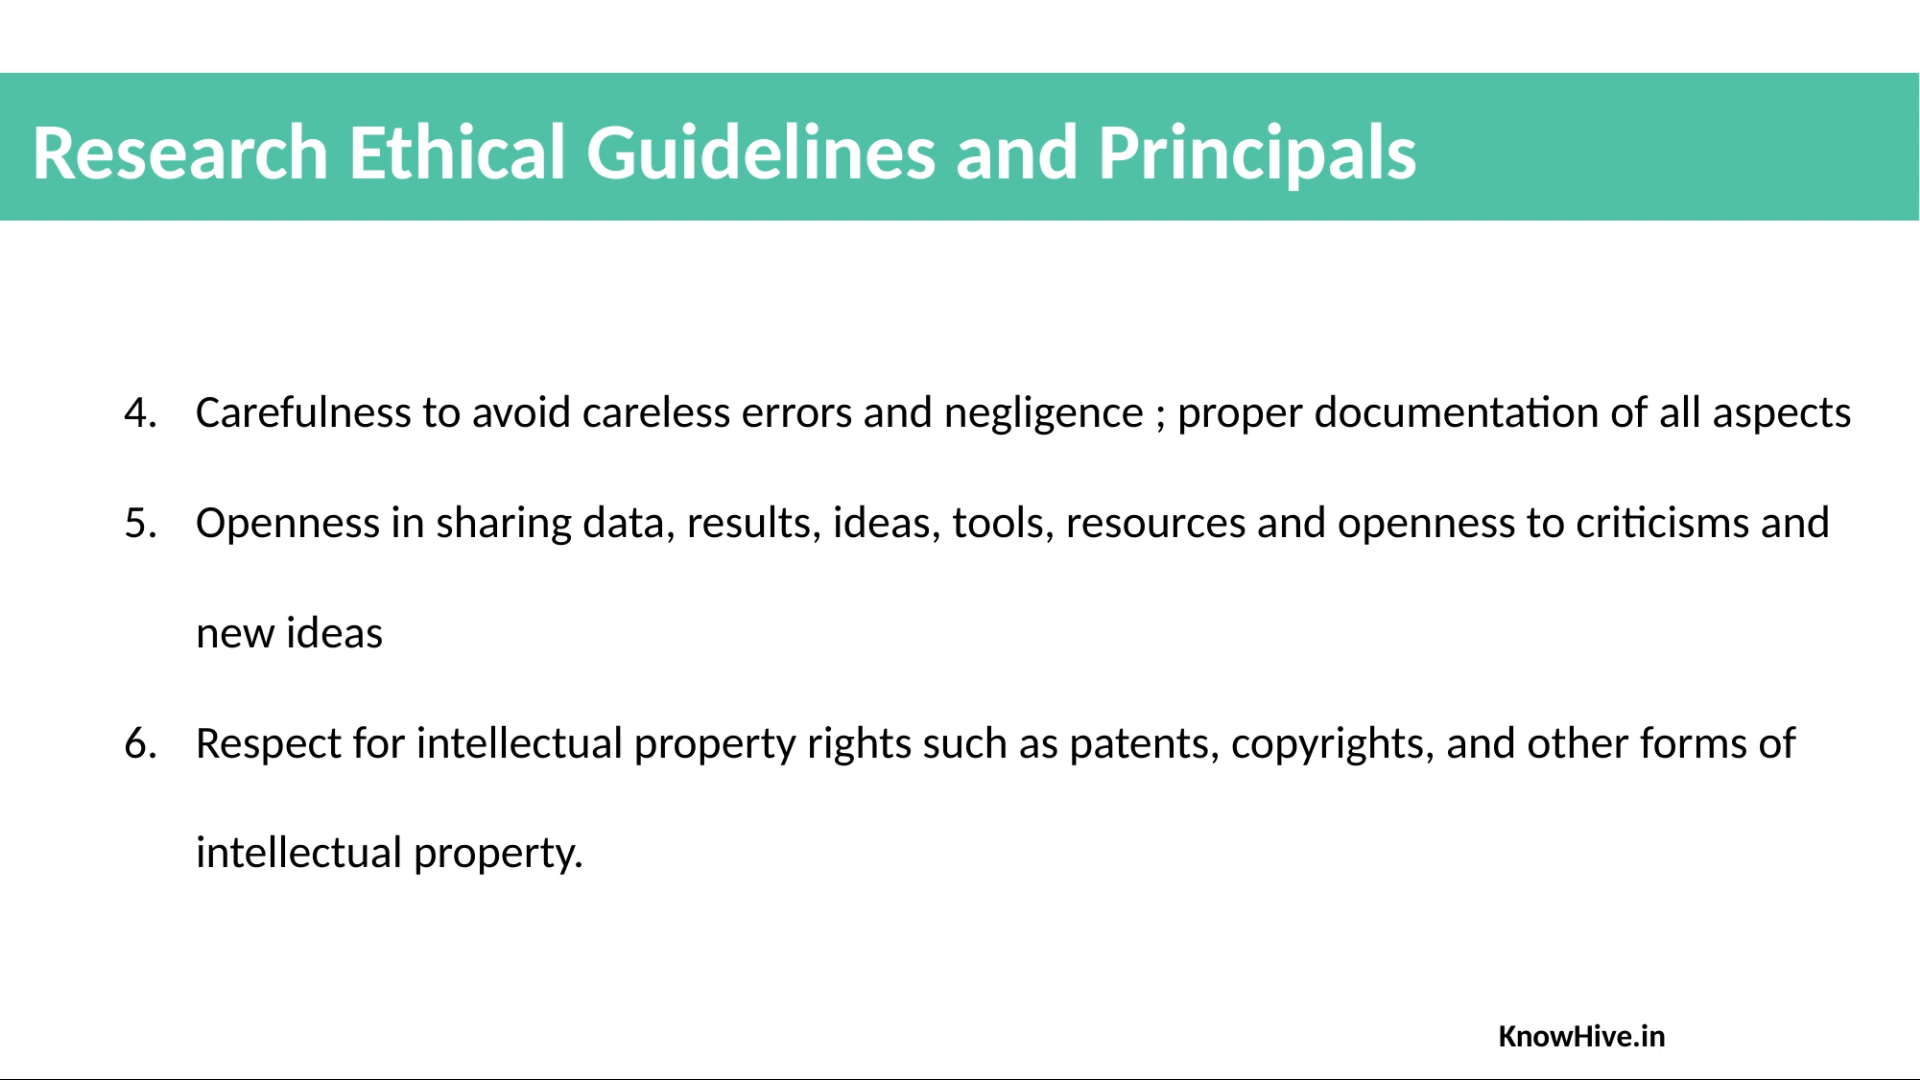 Research Ethical Guidelines and Principals
4. Carefulness to avoid careless errors and negligence ; proper documentation of all aspects
5. Openness in sharing data, results, ideas, tools, resources and openness to criticisms and
new ideas
6. Respect for intellectual property rights such as patents, copyrights, and other forms of
intellectual property.
KnowHive.in